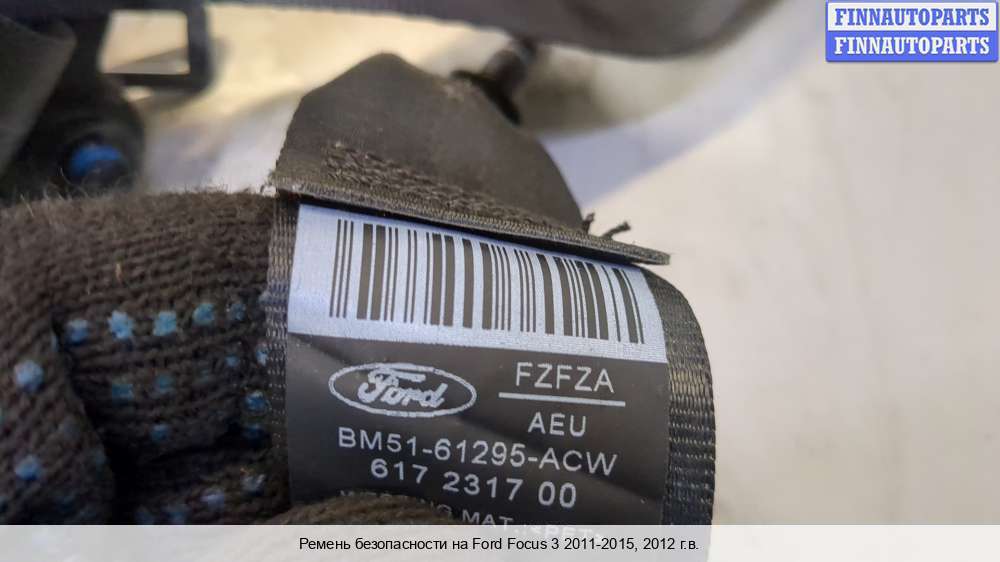 FINNAUTOPARTS
FINNAUTOPARTS
FZFZA
Ford
AEU
BM51-61295-ACW
617 2317 00
MAT.:
Ремень безопасности на Ford Focus 3 2011-2015, 2012 г.в.